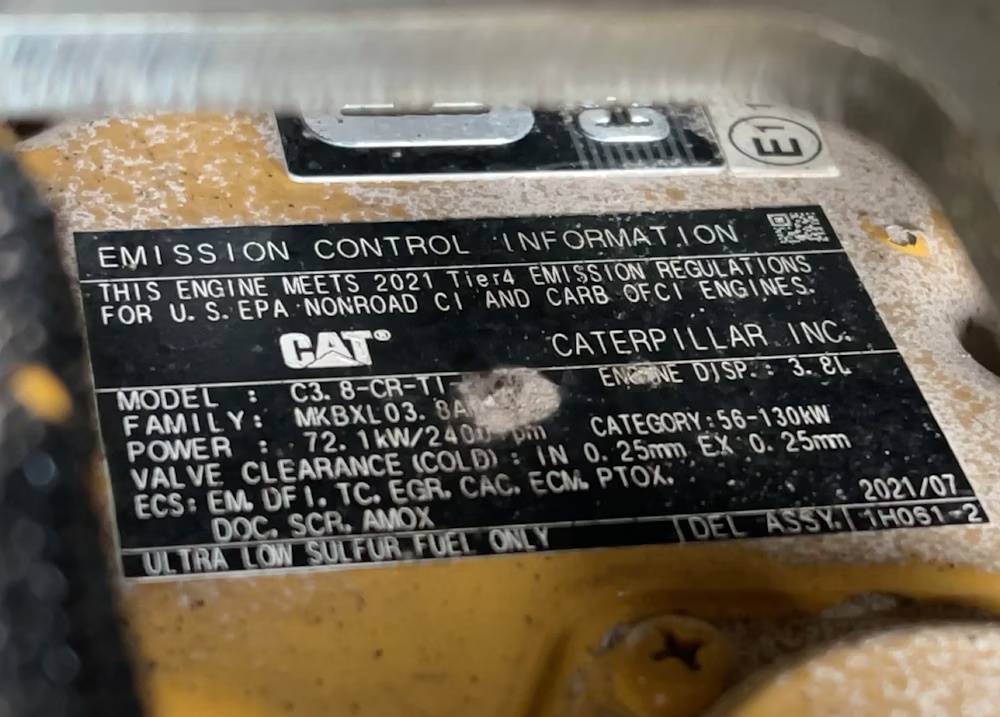 E11
EMISSION CONTROL INFORMATION
THIS ENGINE MEETS 2021 Tier4 EMISSION REGULATIONS
FOR U.S.EPA NONROAD CI AND CARB OFCI ENGINES.
CAT® CATERPILLAR INC.
MODEL : C3.8-CR-TI- ENGINE DISP.: 3.8L
FAMILY: MKBXL03.8A CATEGORY:56-130kW
POWER : 72.1kW/2400rpm
VALVE CLEARANCE (COLD) : IN 0.25mm EX 0.25mm
ECS: EM, DFI, TC, EGR, CAC, ECM, PTOX,
DOC, SCR, AMOX 2021/07
ULTRA LOW SULFUR FUEL ONLY DEL ASSY. 1H061-2